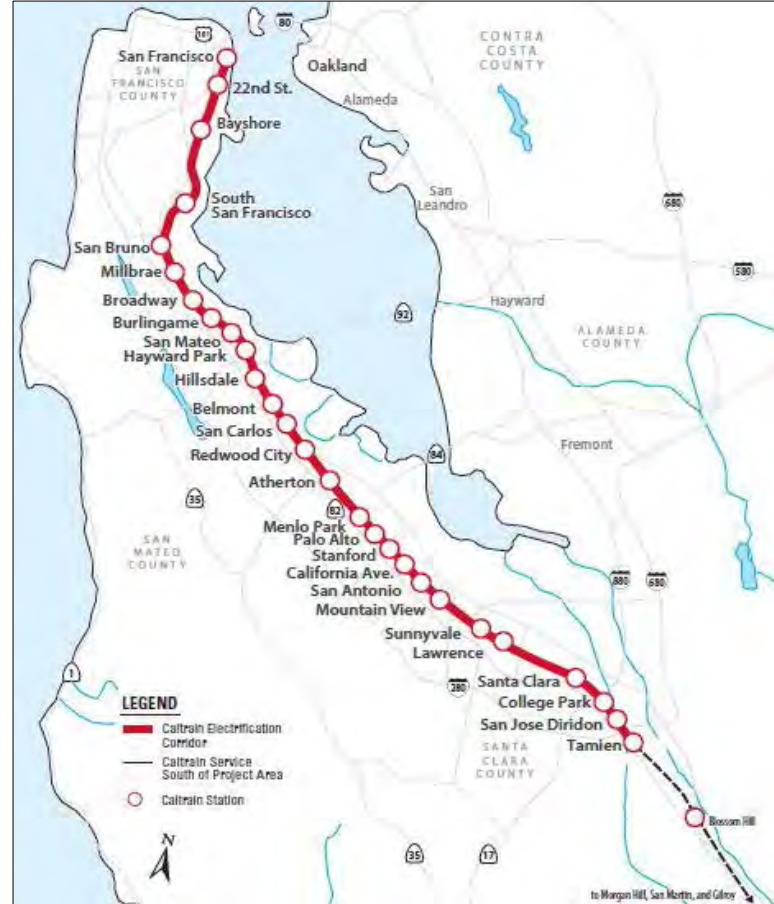 101
80
San Francisco
SAN
FRANCISCO
COUNTY
22nd St.
Bayshore
South
San Francisco
San Bruno
Millbrae
Broadway
Burlingame
San Mateo
Hayward Park
Hillsdale
Belmont
San Carlos
Redwood City
Atherton
Menlo Park
Palo Alto
Stanford
California Ave.
San Antonio
Mountain View
Sunnyvale
Lawrence
Santa Clara
College Park
San Jose Diridon
Tamien
Blossom Hill
to Morgan Hill, San Martin, and Gilroy
CONTRA
COSTA
COUNTY
Oakland
Alameda
San
Leandro
680
580
Hayward
92
ALAMEDA
COUNTY
Fremont
84
35
82
SAN
MATEO
COUNTY
880
680
1
280
SANTA
CLARA
COUNTY
35
17
LEGEND
Caltrain Electrification
Corridor
Caltrain Service
South of Project Area
Caltrain Station
N